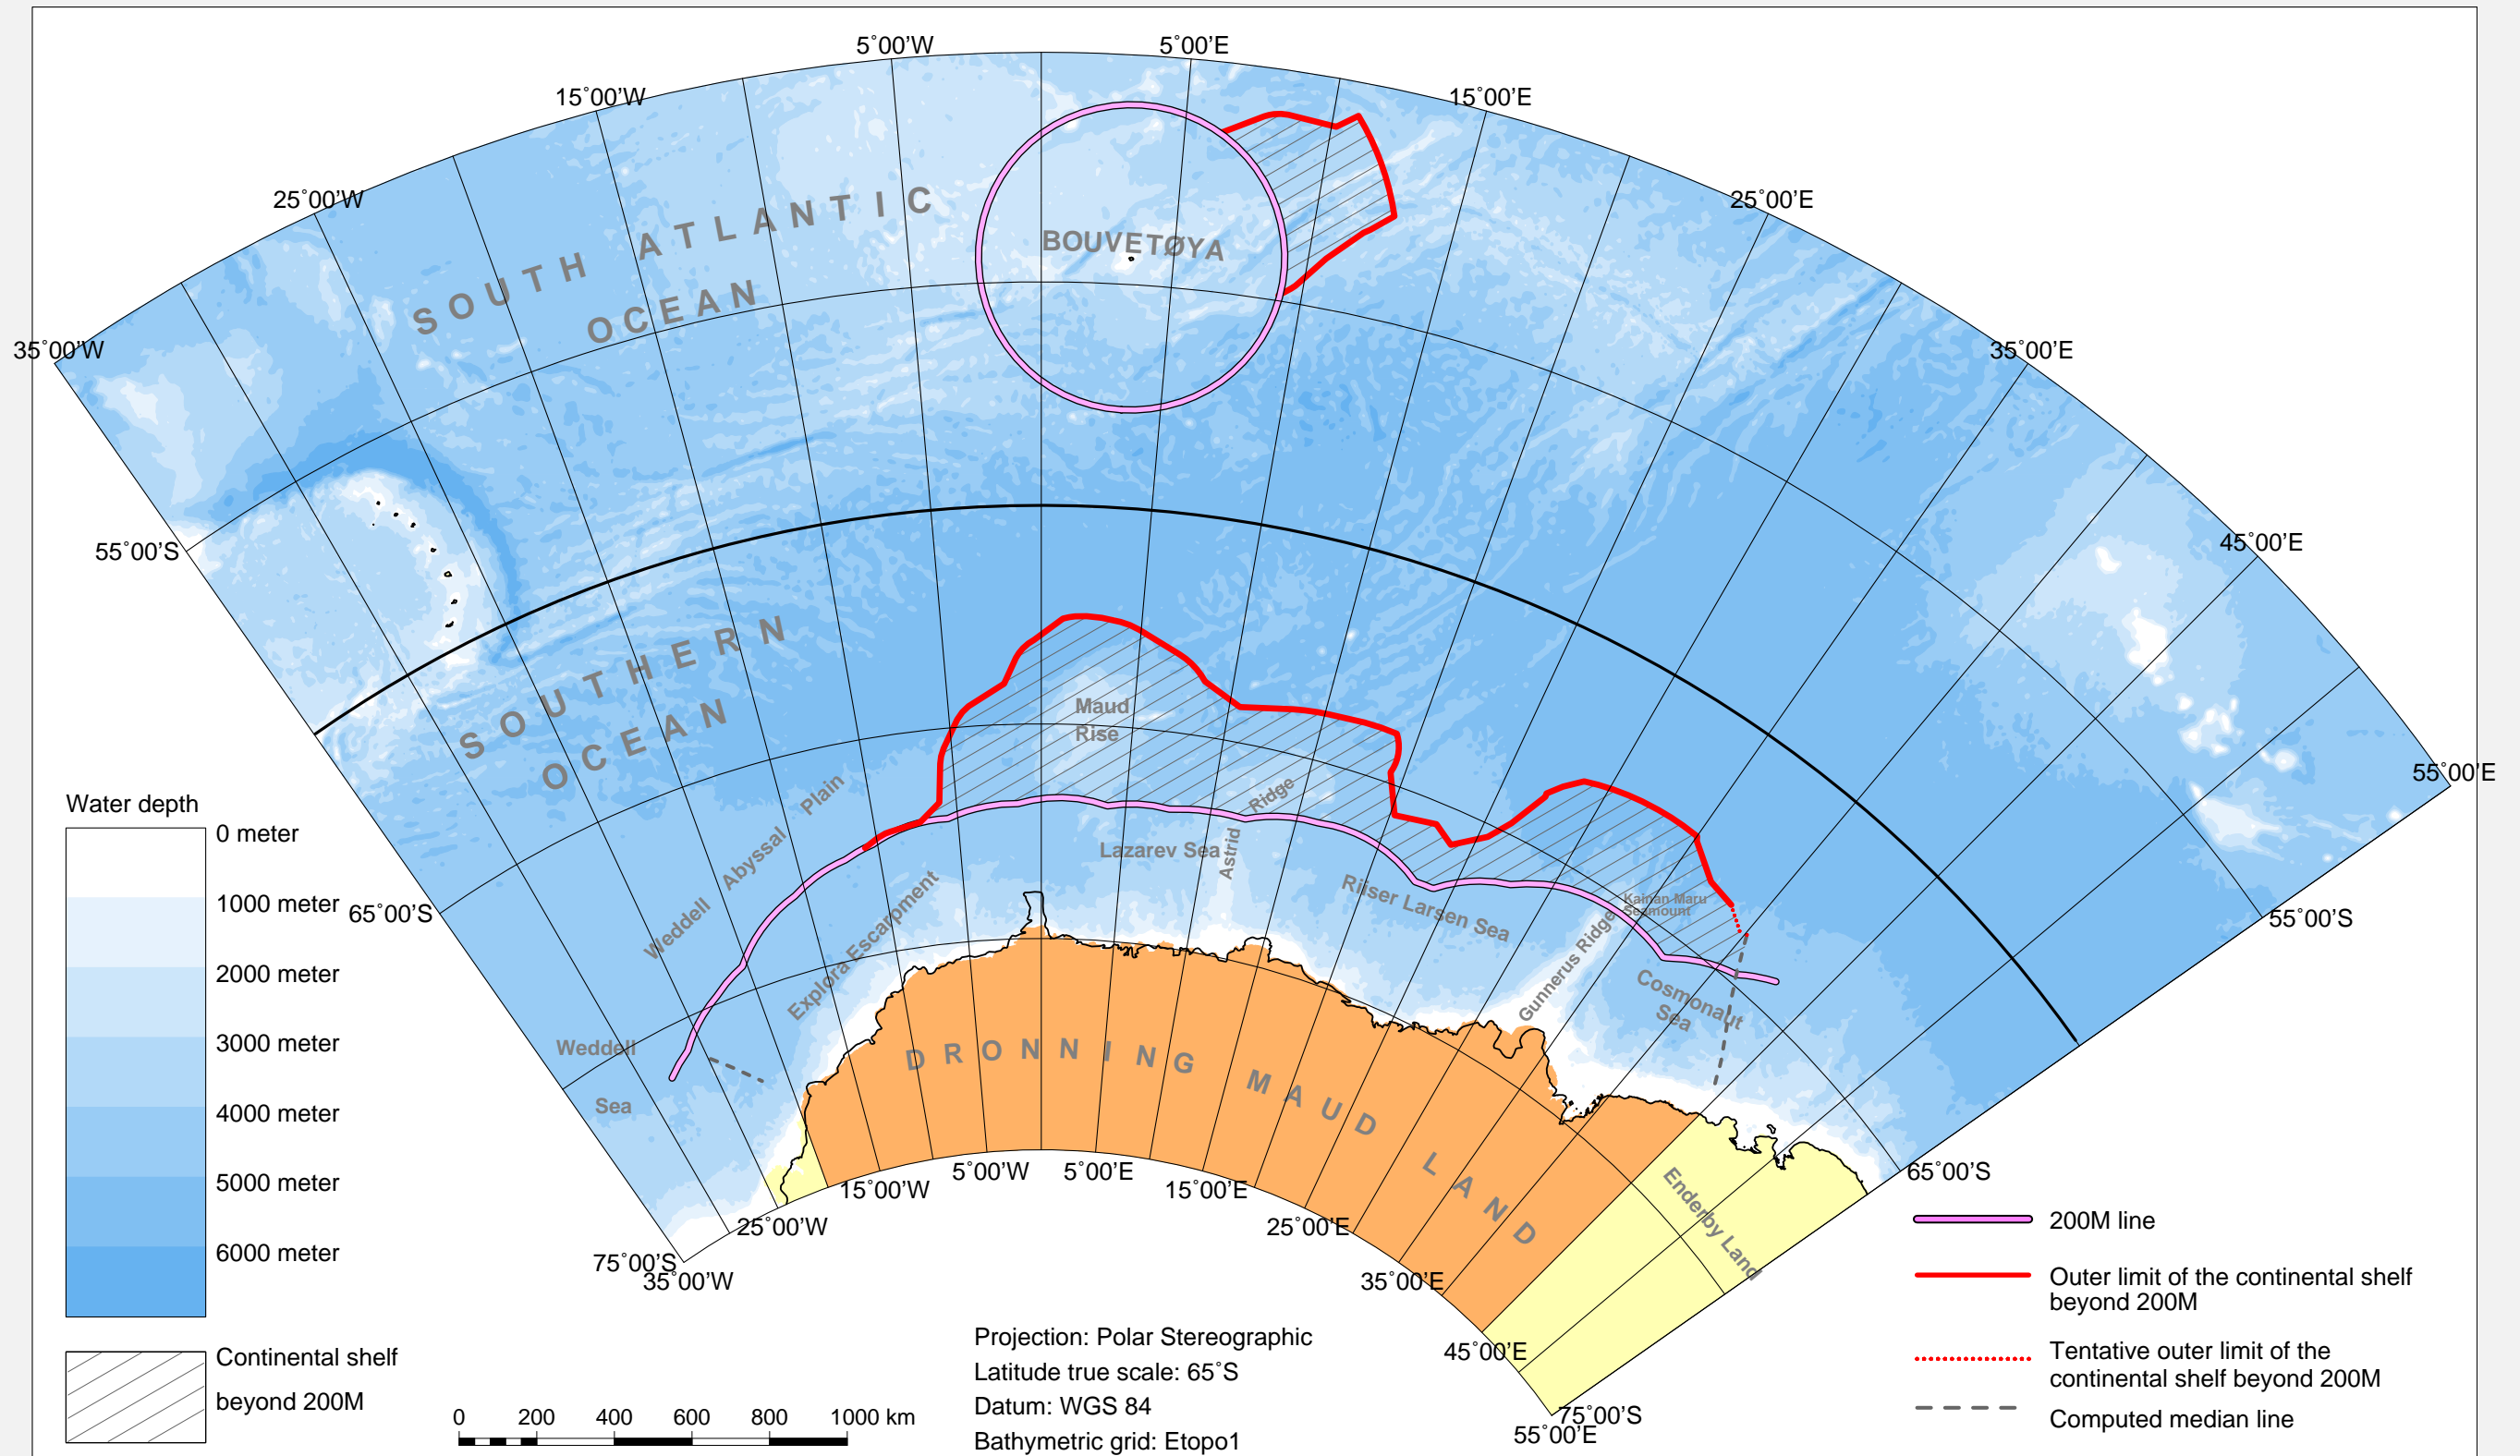 5°00'W
5°00'E
15°00'W
15°00'E
25°00'W
25°00'E
35°00'W
35°00'E
45°00'E
55°00'E
55°00'S
55°00'S
SOUTH ATLANTIC
OCEAN
BOUVETØYA
SOUTHERN
OCEAN
Maud
Rise
Weddell Abyssal Plain
Explora Escarpment
Lazarev Sea
Astrid
Ridge
Riiser Larsen Sea
Gunnerus Ridge
Kainan Maru
Seamount
Cosmonaut
Sea
Weddell
Sea
DRONNING MAUD LAND
Enderby Land
65°00'S
65°00'S
75°00'S
35°00'W
25°00'W
15°00'W
5°00'W
5°00'E
15°00'E
25°00'E
35°00'E
45°00'E
75°00'S
55°00'E
Water depth
0 meter
1000 meter
2000 meter
3000 meter
4000 meter
5000 meter
6000 meter
Continental shelf
beyond 200M
0 200 400 600 800 1000 km
Projection: Polar Stereographic
Latitude true scale: 65°S
Datum: WGS 84
Bathymetric grid: Etopo1
200M line
Outer limit of the continental shelf
beyond 200M
Tentative outer limit of the
continental shelf beyond 200M
Computed median line